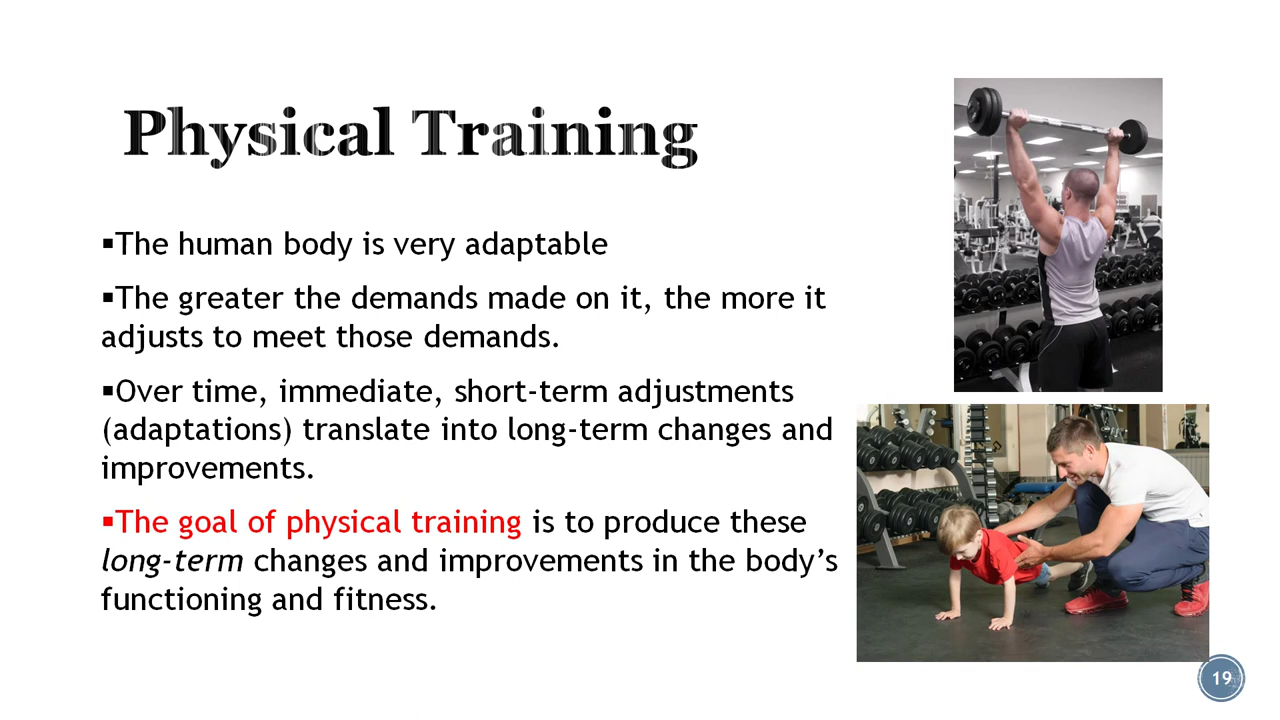 Physical Training
▪The human body is very adaptable
▪The greater the demands made on it, the more it
adjusts to meet those demands.
▪Over time, immediate, short-term adjustments
(adaptations) translate into long-term changes and
improvements.
▪The goal of physical training is to produce these
long-term changes and improvements in the body’s
functioning and fitness.
19